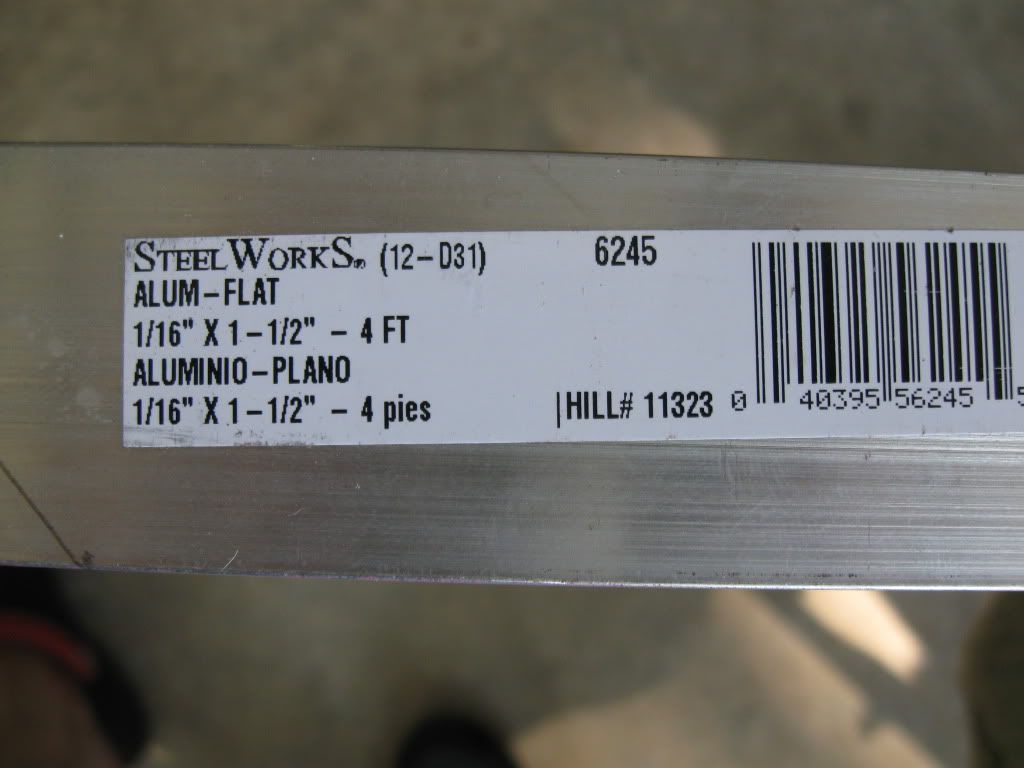 STEELWORKS® (12-D31) 6245
ALUM-FLAT
1/16" X 1-1/2" - 4 FT
ALUMINIO-PLANO
1/16" X 1-1/2" - 4 pies
|HILL# 11323
0 40395 56245 5